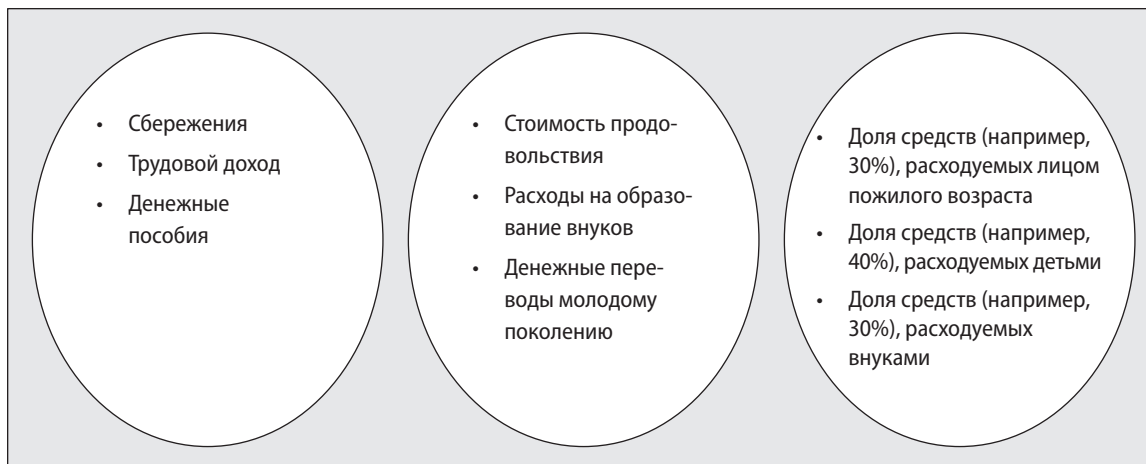 • Сбережения
• Трудовой доход
• Денежные
пособия
• Стоимость продо-
вольствия
• Расходы на образо-
вание внуков
• Денежные пере-
воды молодому
поколению
• Доля средств (например,
30%), расходуемых лицом
пожилого возраста
• Доля средств (например,
40%), расходуемых детьми
• Доля средств (например,
30%), расходуемых
внуками